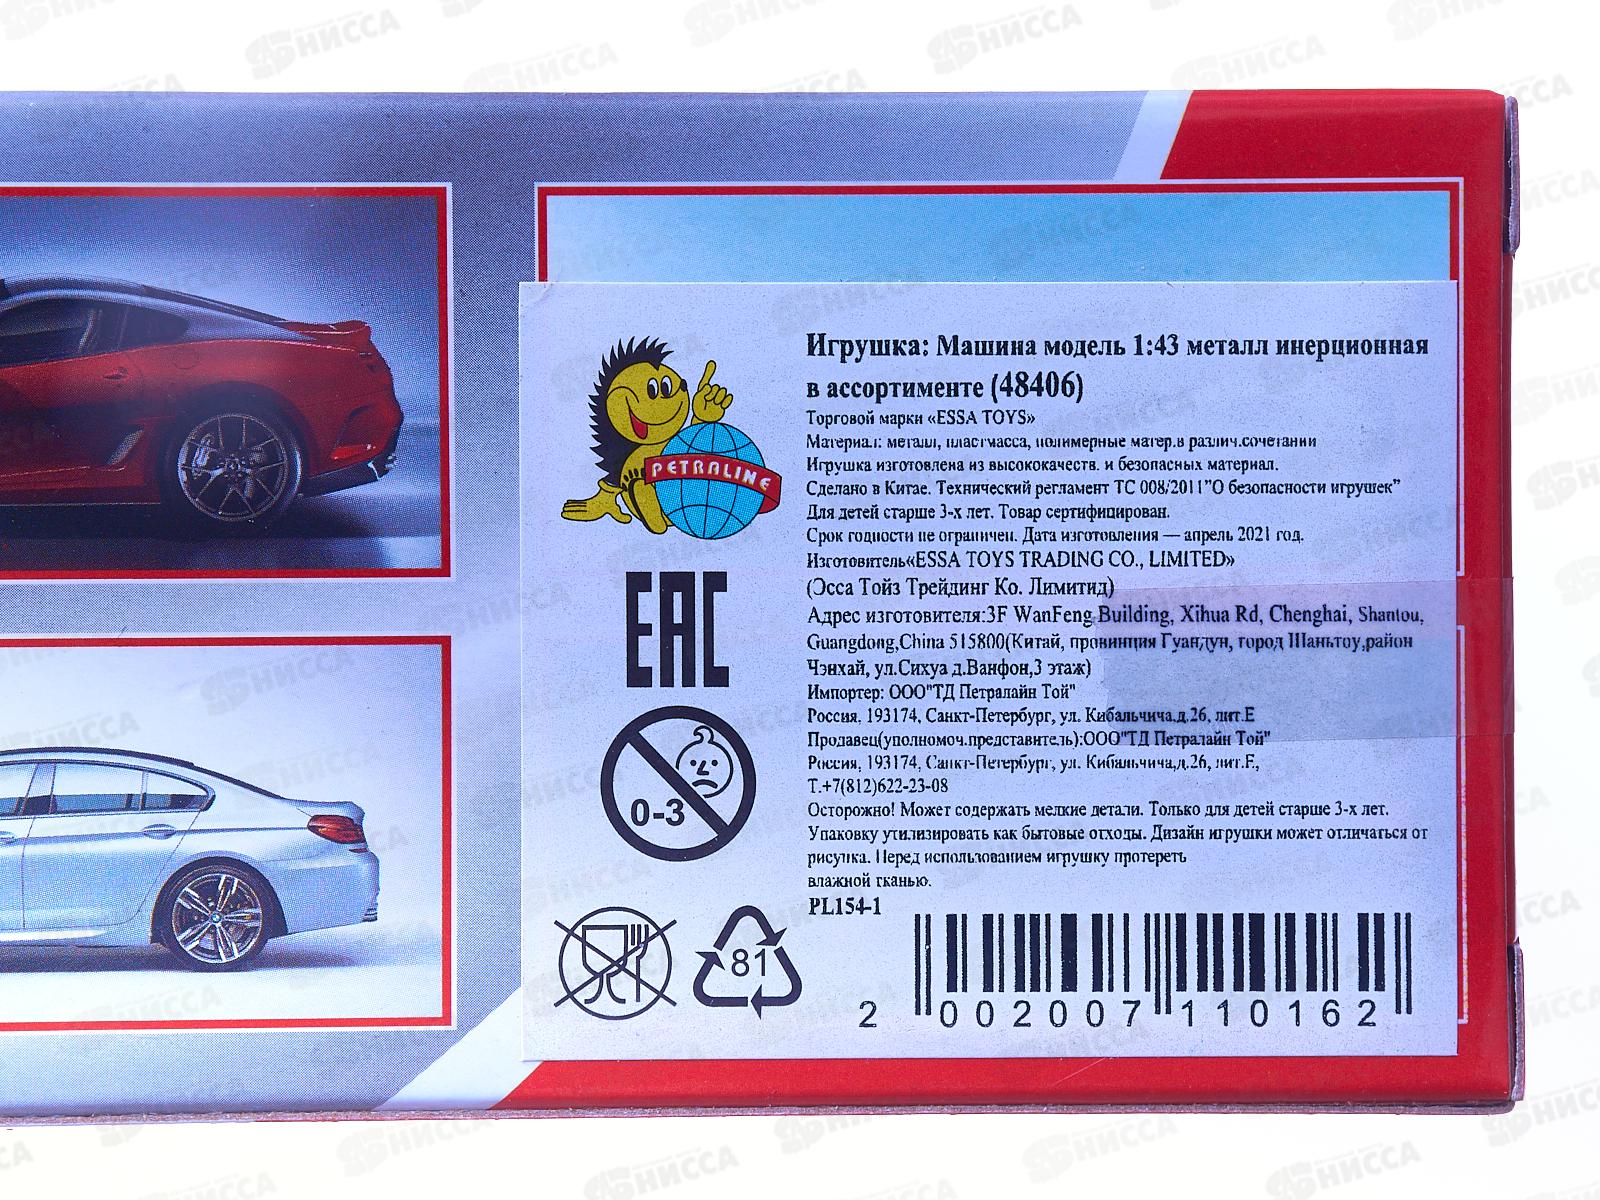 Игрушка: Машина модель 1:43 металл инерционная
в ассортименте (48406)
Торговой марки «ESSA TOYS»
Материал: металл, пластмасса, полимерные матер.в различ.сочетании
Игрушка изготовлена из высококачеств. и безопасных материал.
Сделано в Китае. Технический регламент ТС 008/2011"О безопасности игрушек"
Для детей старше 3-х лет. Товар сертифицирован.
Срок годности не ограничен. Дата изготовления — апрель 2021 год.
Изготовитель«ESSA TOYS TRADING CO., LIMITED»
(Эсса Тойз Трейдинг Ко. Лимитид)
Адрес изготовителя:3F WanFeng Building, Xihua Rd, Chenghai, Shantou,
Guangdong,China 515800(Китай, провинция Гуандун, город Шаньтоу,район
Чэнхай, ул.Сихуа д.Ванфон,3 этаж)
Импортер: ООО"ТД Петралайн Той"
Россия, 193174, Санкт-Петербург, ул. Кибальчича,д.26, лит.Е
Продавец(уполномоч.представитель):ООО"ТД Петралайн Той"
Россия, 193174, Санкт-Петербург, ул. Кибальчича,д.26, лит.Е,
Т.+7(812)622-23-08
Осторожно! Может содержать мелкие детали. Только для детей старше 3-х лет.
Упаковку утилизировать как бытовые отходы. Дизайн игрушки может отличаться от
рисунка. Перед использованием игрушку протереть
влажной тканью.
PL154-1
PETRALINE
EAC
0-3
81
2 002007 110162
НИССА